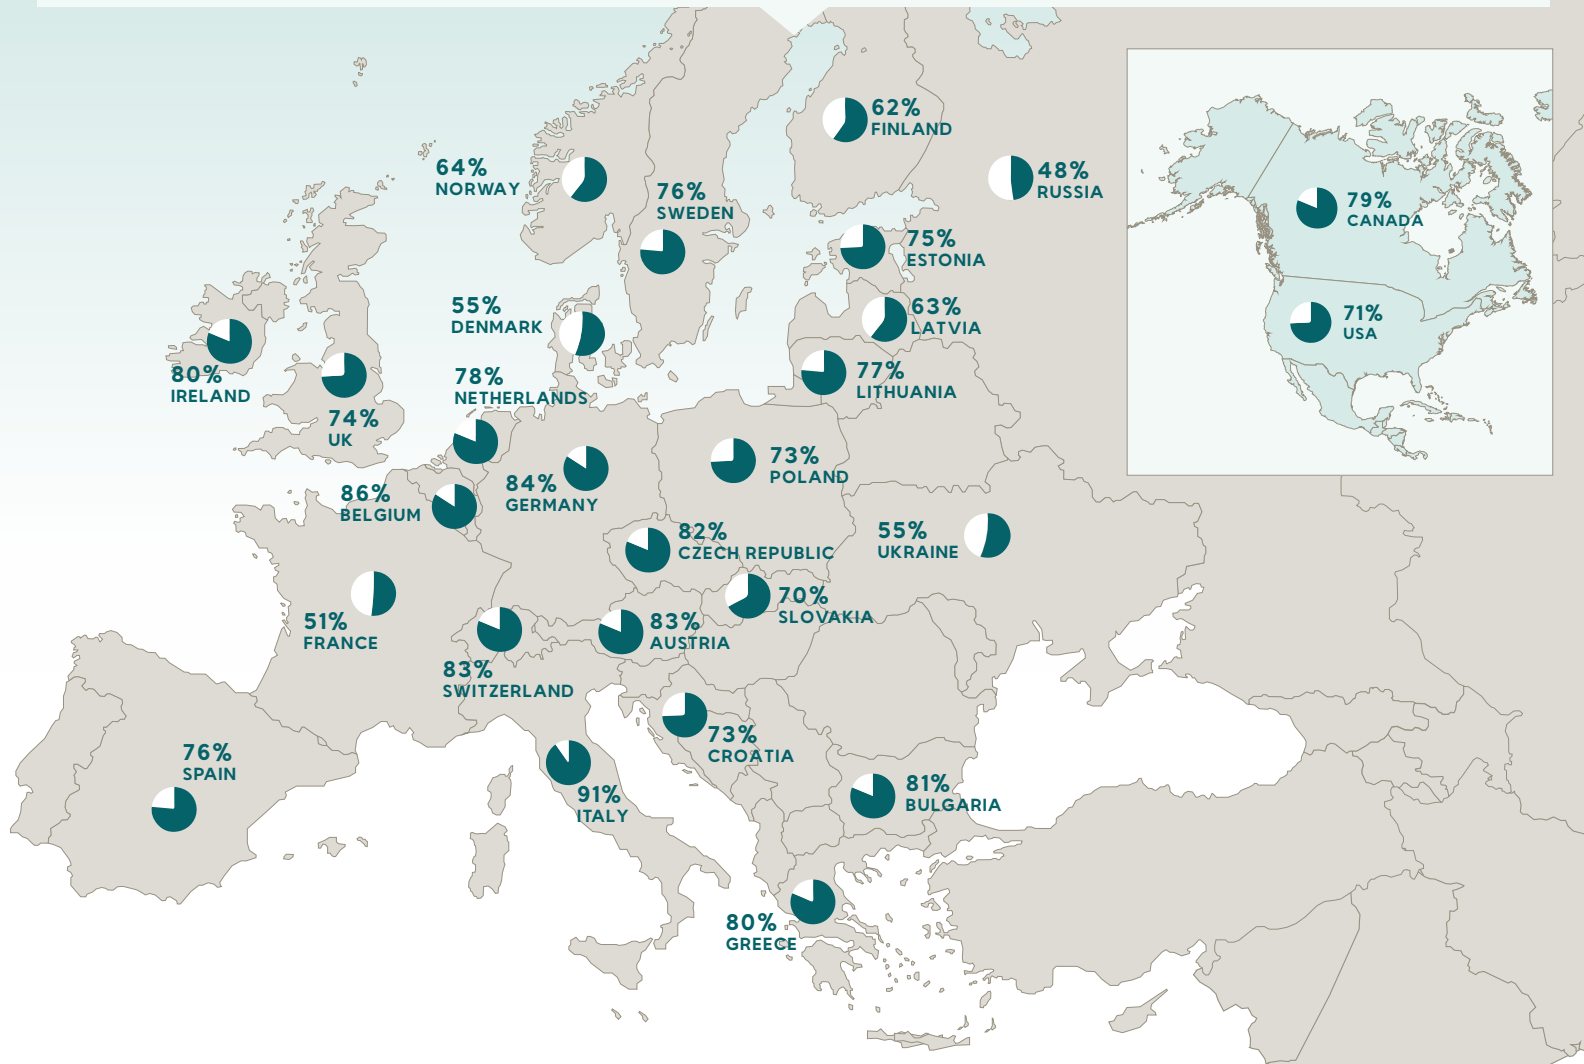 62%
FINLAND
64%
NORWAY
48%
RUSSIA
76%
SWEDEN
79%
CANADA
75%
ESTONIA
55%
DENMARK
63%
LATVIA
71%
USA
80%
IRELAND
78%
NETHERLANDS
77%
LITHUANIA
74%
UK
73%
POLAND
84%
GERMANY
86%
BELGIUM
82%
CZECH REPUBLIC
55%
UKRAINE
70%
SLOVAKIA
51%
FRANCE
83%
AUSTRIA
83%
SWITZERLAND
73%
CROATIA
76%
SPAIN
91%
ITALY
81%
BULGARIA
80%
GREECE